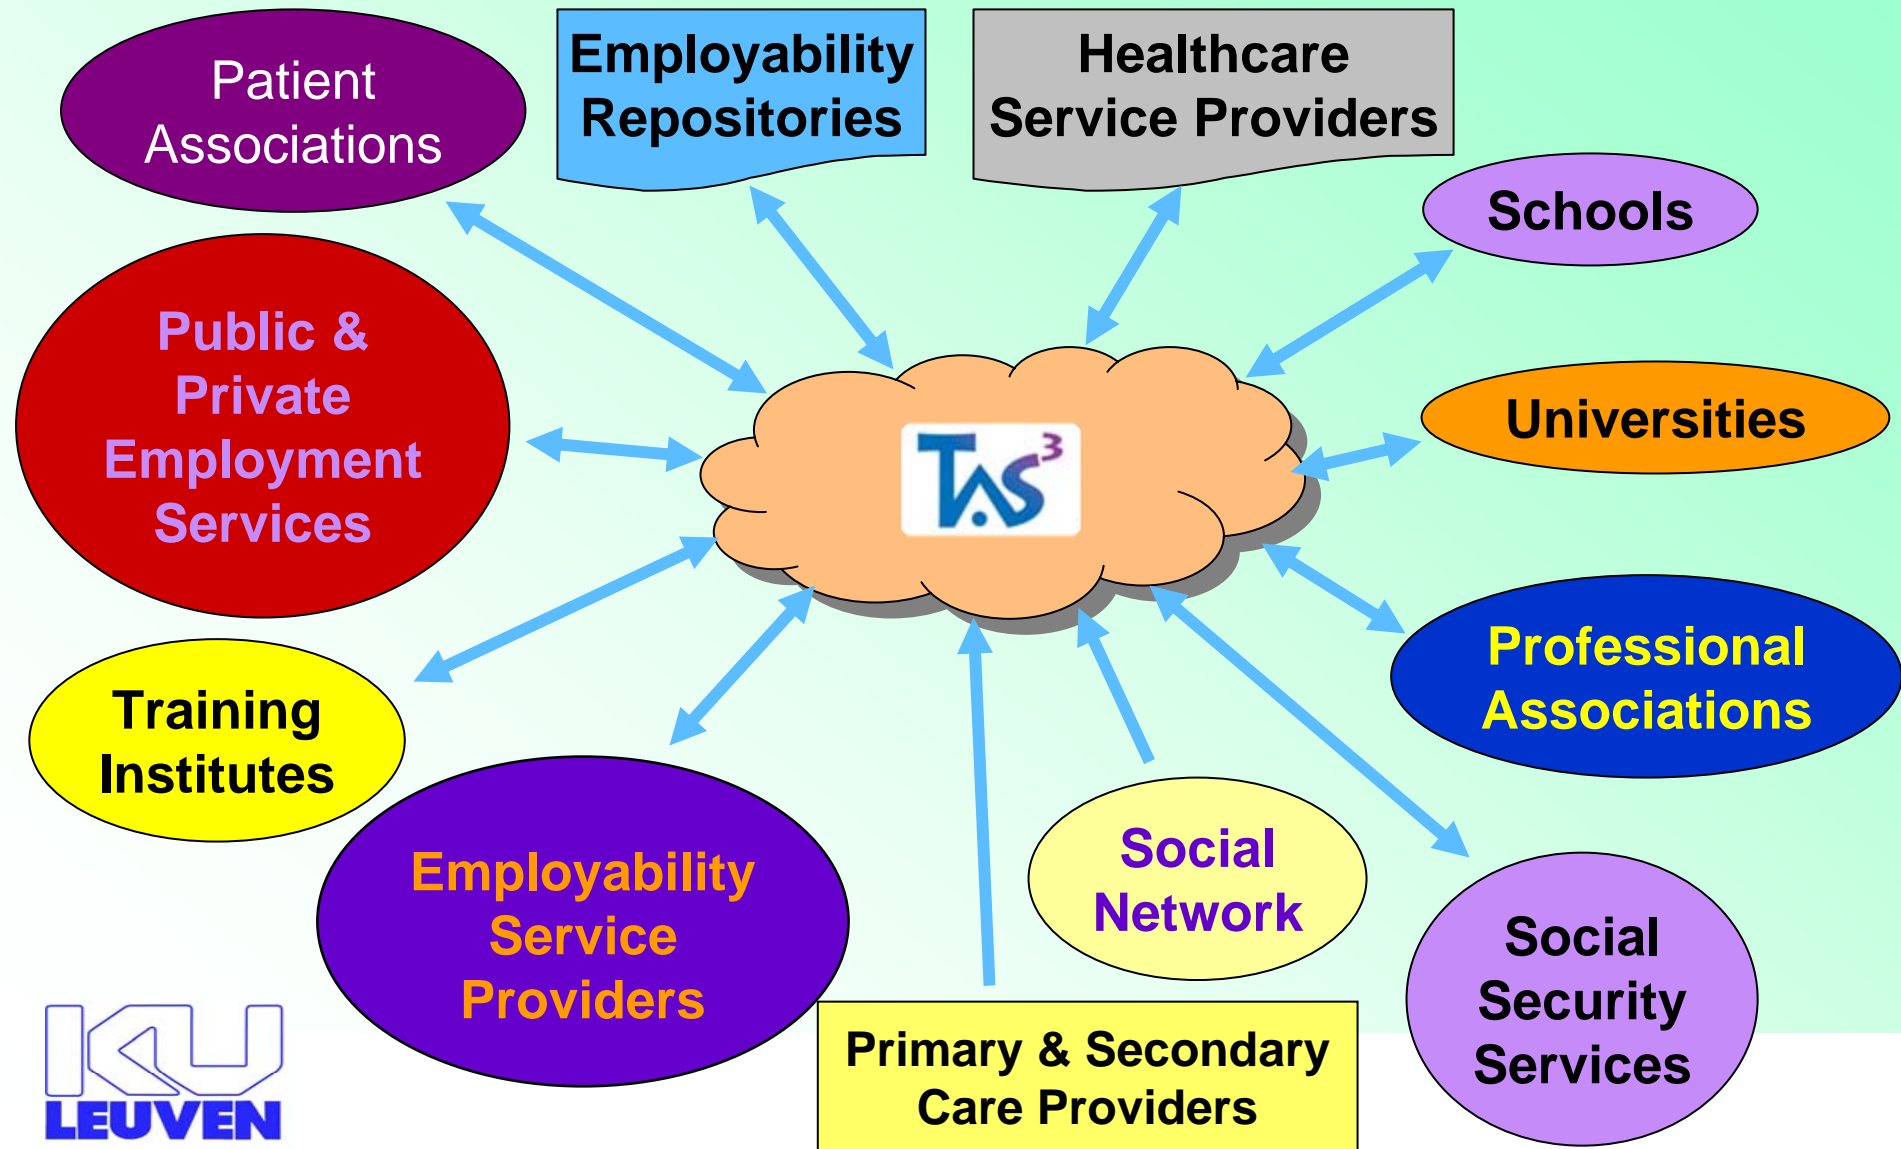 Patient
Associations
Employability
Repositories
Healthcare
Service Providers
Schools
Public &
Private
Employment
Services
TAS³
Universities
Professional
Associations
Training
Institutes
Employability
Service
Providers
Social
Network
Social
Security
Services
Primary & Secondary
Care Providers
KU
LEUVEN